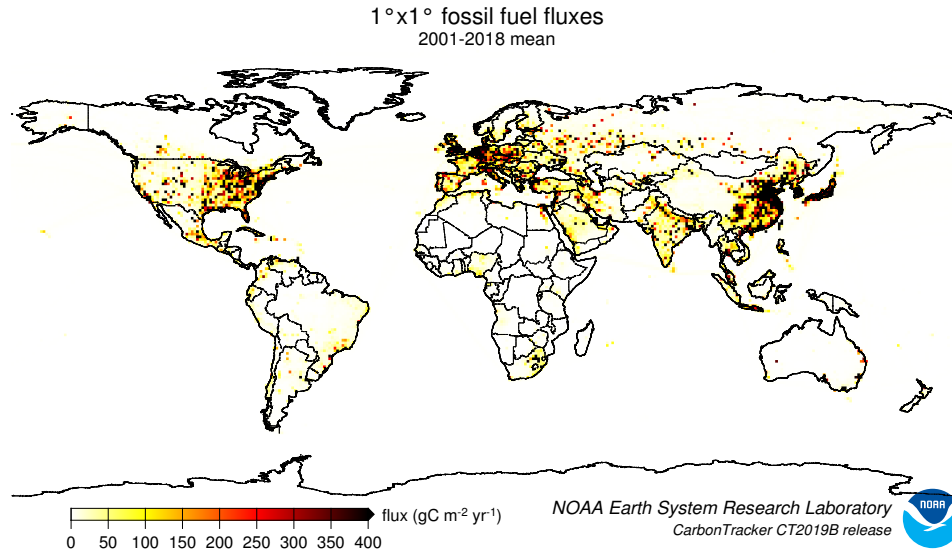 1°x1° fossil fuel fluxes
2001-2018 mean
flux (gC m⁻² yr⁻¹)
0 50 100 150 200 250 300 350 400
NOAA Earth System Research Laboratory
CarbonTracker CT2019B release
NOAA